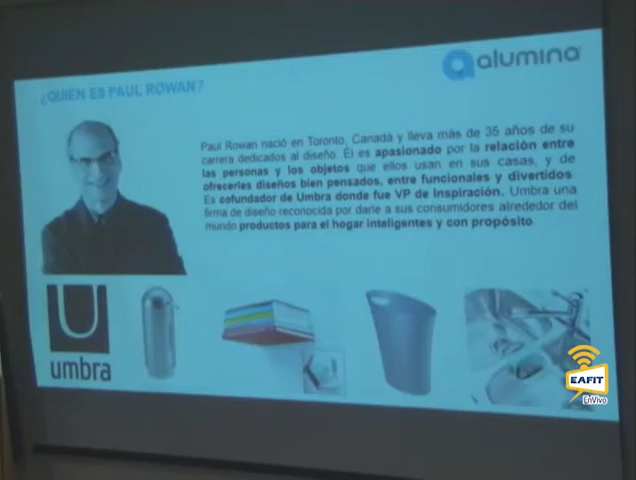 ¿QUIÉN ES PAUL ROWAN?
alumina
Paul Rowan nació en Toronto, Canadá y lleva más de 35 años de su
carrera dedicados al diseño. Él es apasionado por la relación entre
las personas y los objetos que ellos usan en sus casas, y de
ofrecerles diseños bien pensados, entre funcionales y divertidos.
Es cofundador de Umbra donde fue VP de Inspiración. Umbra una
firma de diseño reconocida por darle a sus consumidores alrededor del
mundo productos para el hogar inteligentes y con propósito.
umbra
EAFIT
EnVivo